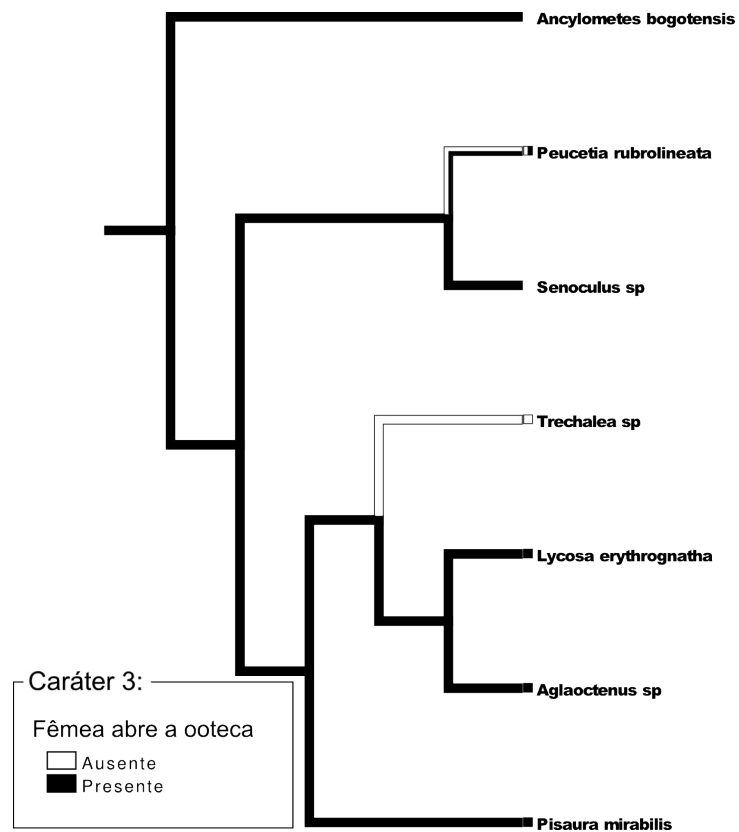 Ancylometes bogotensis
Peucetia rubrolineata
Senoculus sp
Trechalea sp
Lycosa erythrognatha
Aglaoctenus sp
Pisaura mirabilis
Caráter 3:
Fêmea abre a ooteca
Ausente
Presente